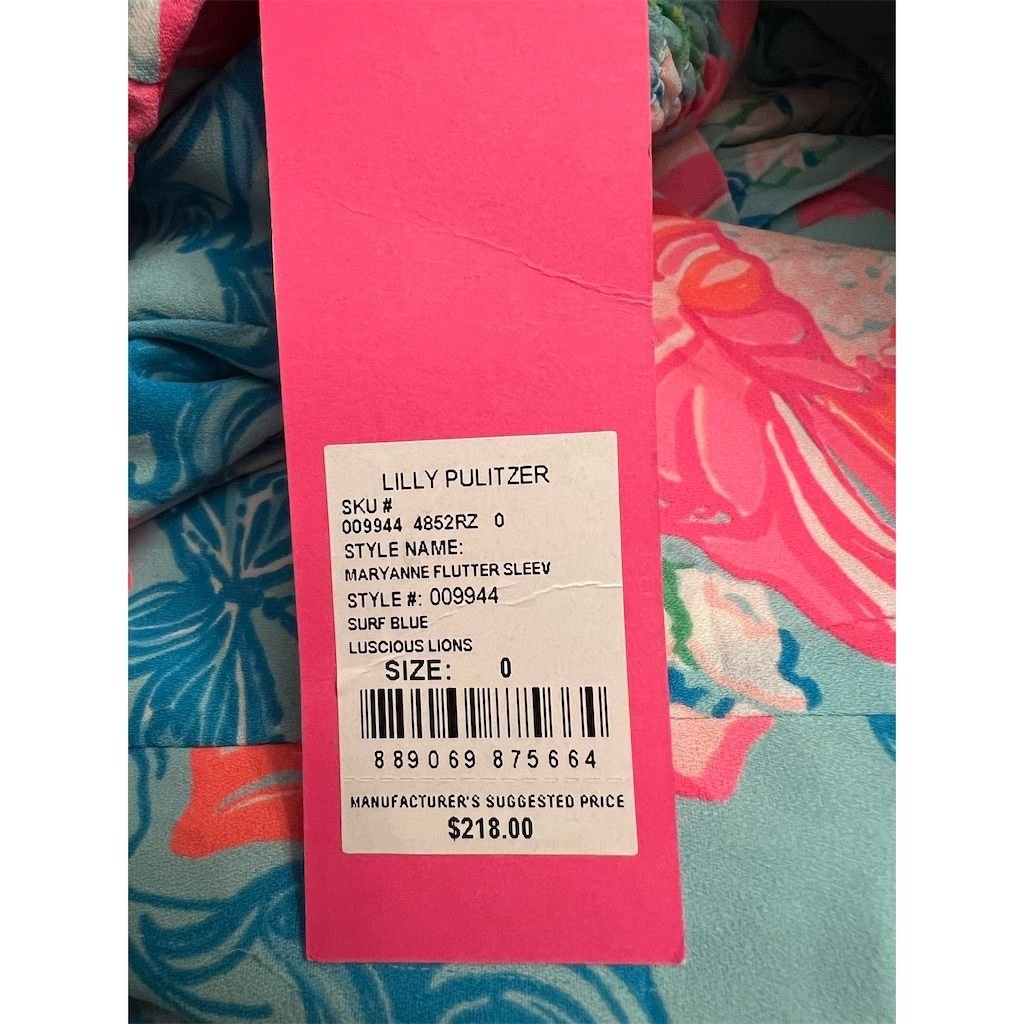 LILLY PULITZER
SKU #
009944 4852RZ 0
STYLE NAME:
MARYANNE FLUTTER SLEEV
STYLE #: 009944
SURF BLUE
LUSCIOUS LIONS
SIZE: 0
889069 875664
MANUFACTURER'S SUGGESTED PRICE
$218.00